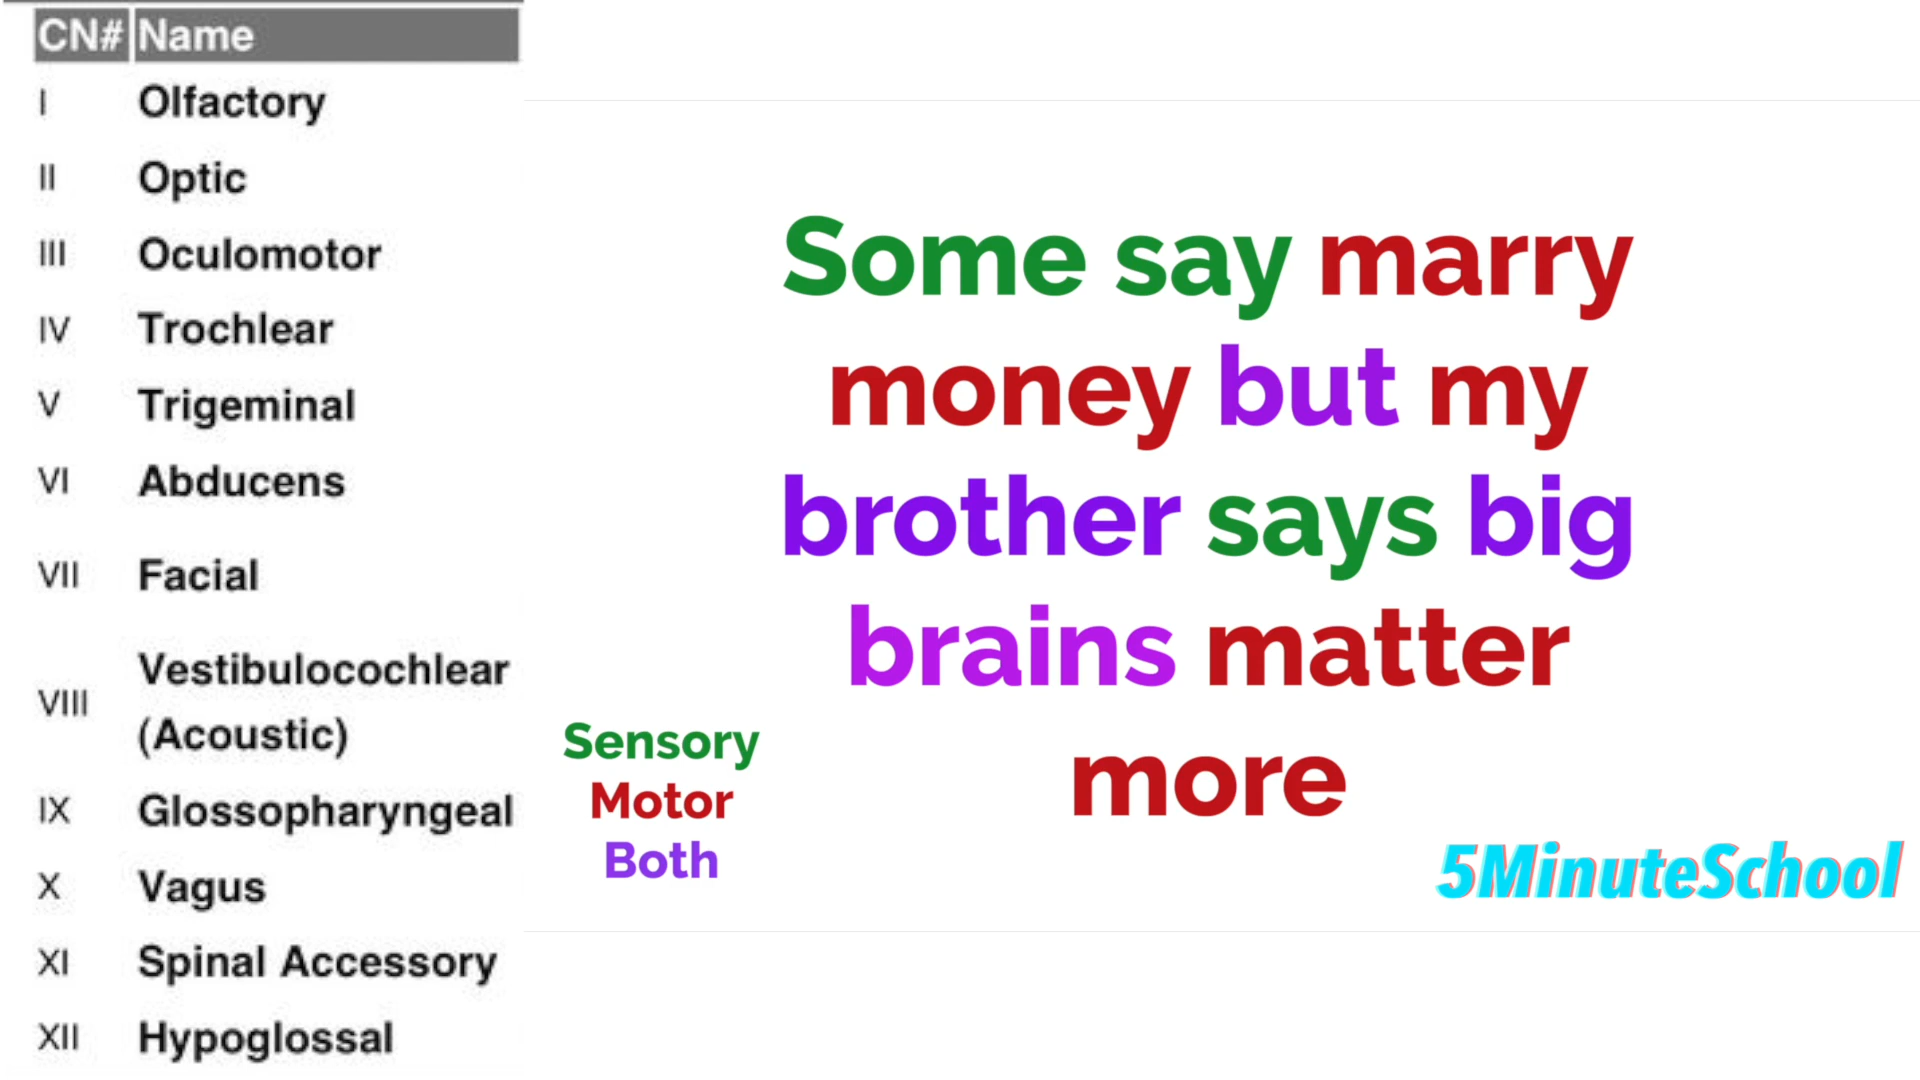 CN# Name
I Olfactory
II Optic
III Oculomotor
IV Trochlear
V Trigeminal
VI Abducens
VII Facial
VIII Vestibulocochlear
(Acoustic)
IX Glossopharyngeal
X Vagus
XI Spinal Accessory
XII Hypoglossal
Some say marry
money but my
brother says big
brains matter
more
Sensory
Motor
Both
5MinuteSchool